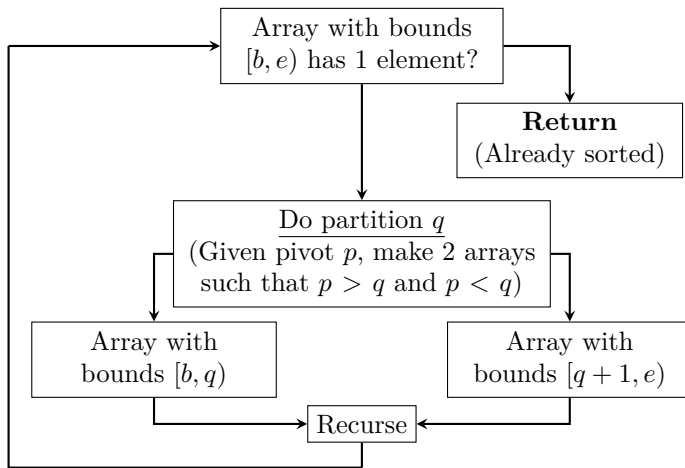 Array with bounds
[b, e) has 1 element?
Return
(Already sorted)
Do partition q
(Given pivot p, make 2 arrays
such that p > q and p < q)
Array with
bounds [b, q)
Array with
bounds [q + 1, e)
Recurse